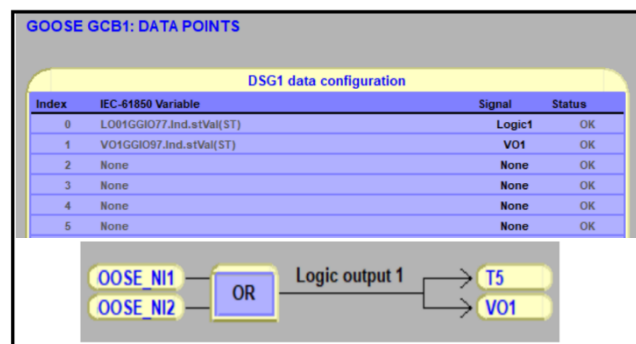 GOOSE GCB1: DATA POINTS
DSG1 data configuration
Index IEC-61850 Variable Signal Status
0 LO01GGIO77.Ind.stVal(ST) Logic1 OK
1 VO1GGIO97.Ind.stVal(ST) VO1 OK
2 None None OK
3 None None OK
4 None None OK
5 None None OK
OOSE_NI1 OR Logic output 1 T5
OOSE_NI2 VO1